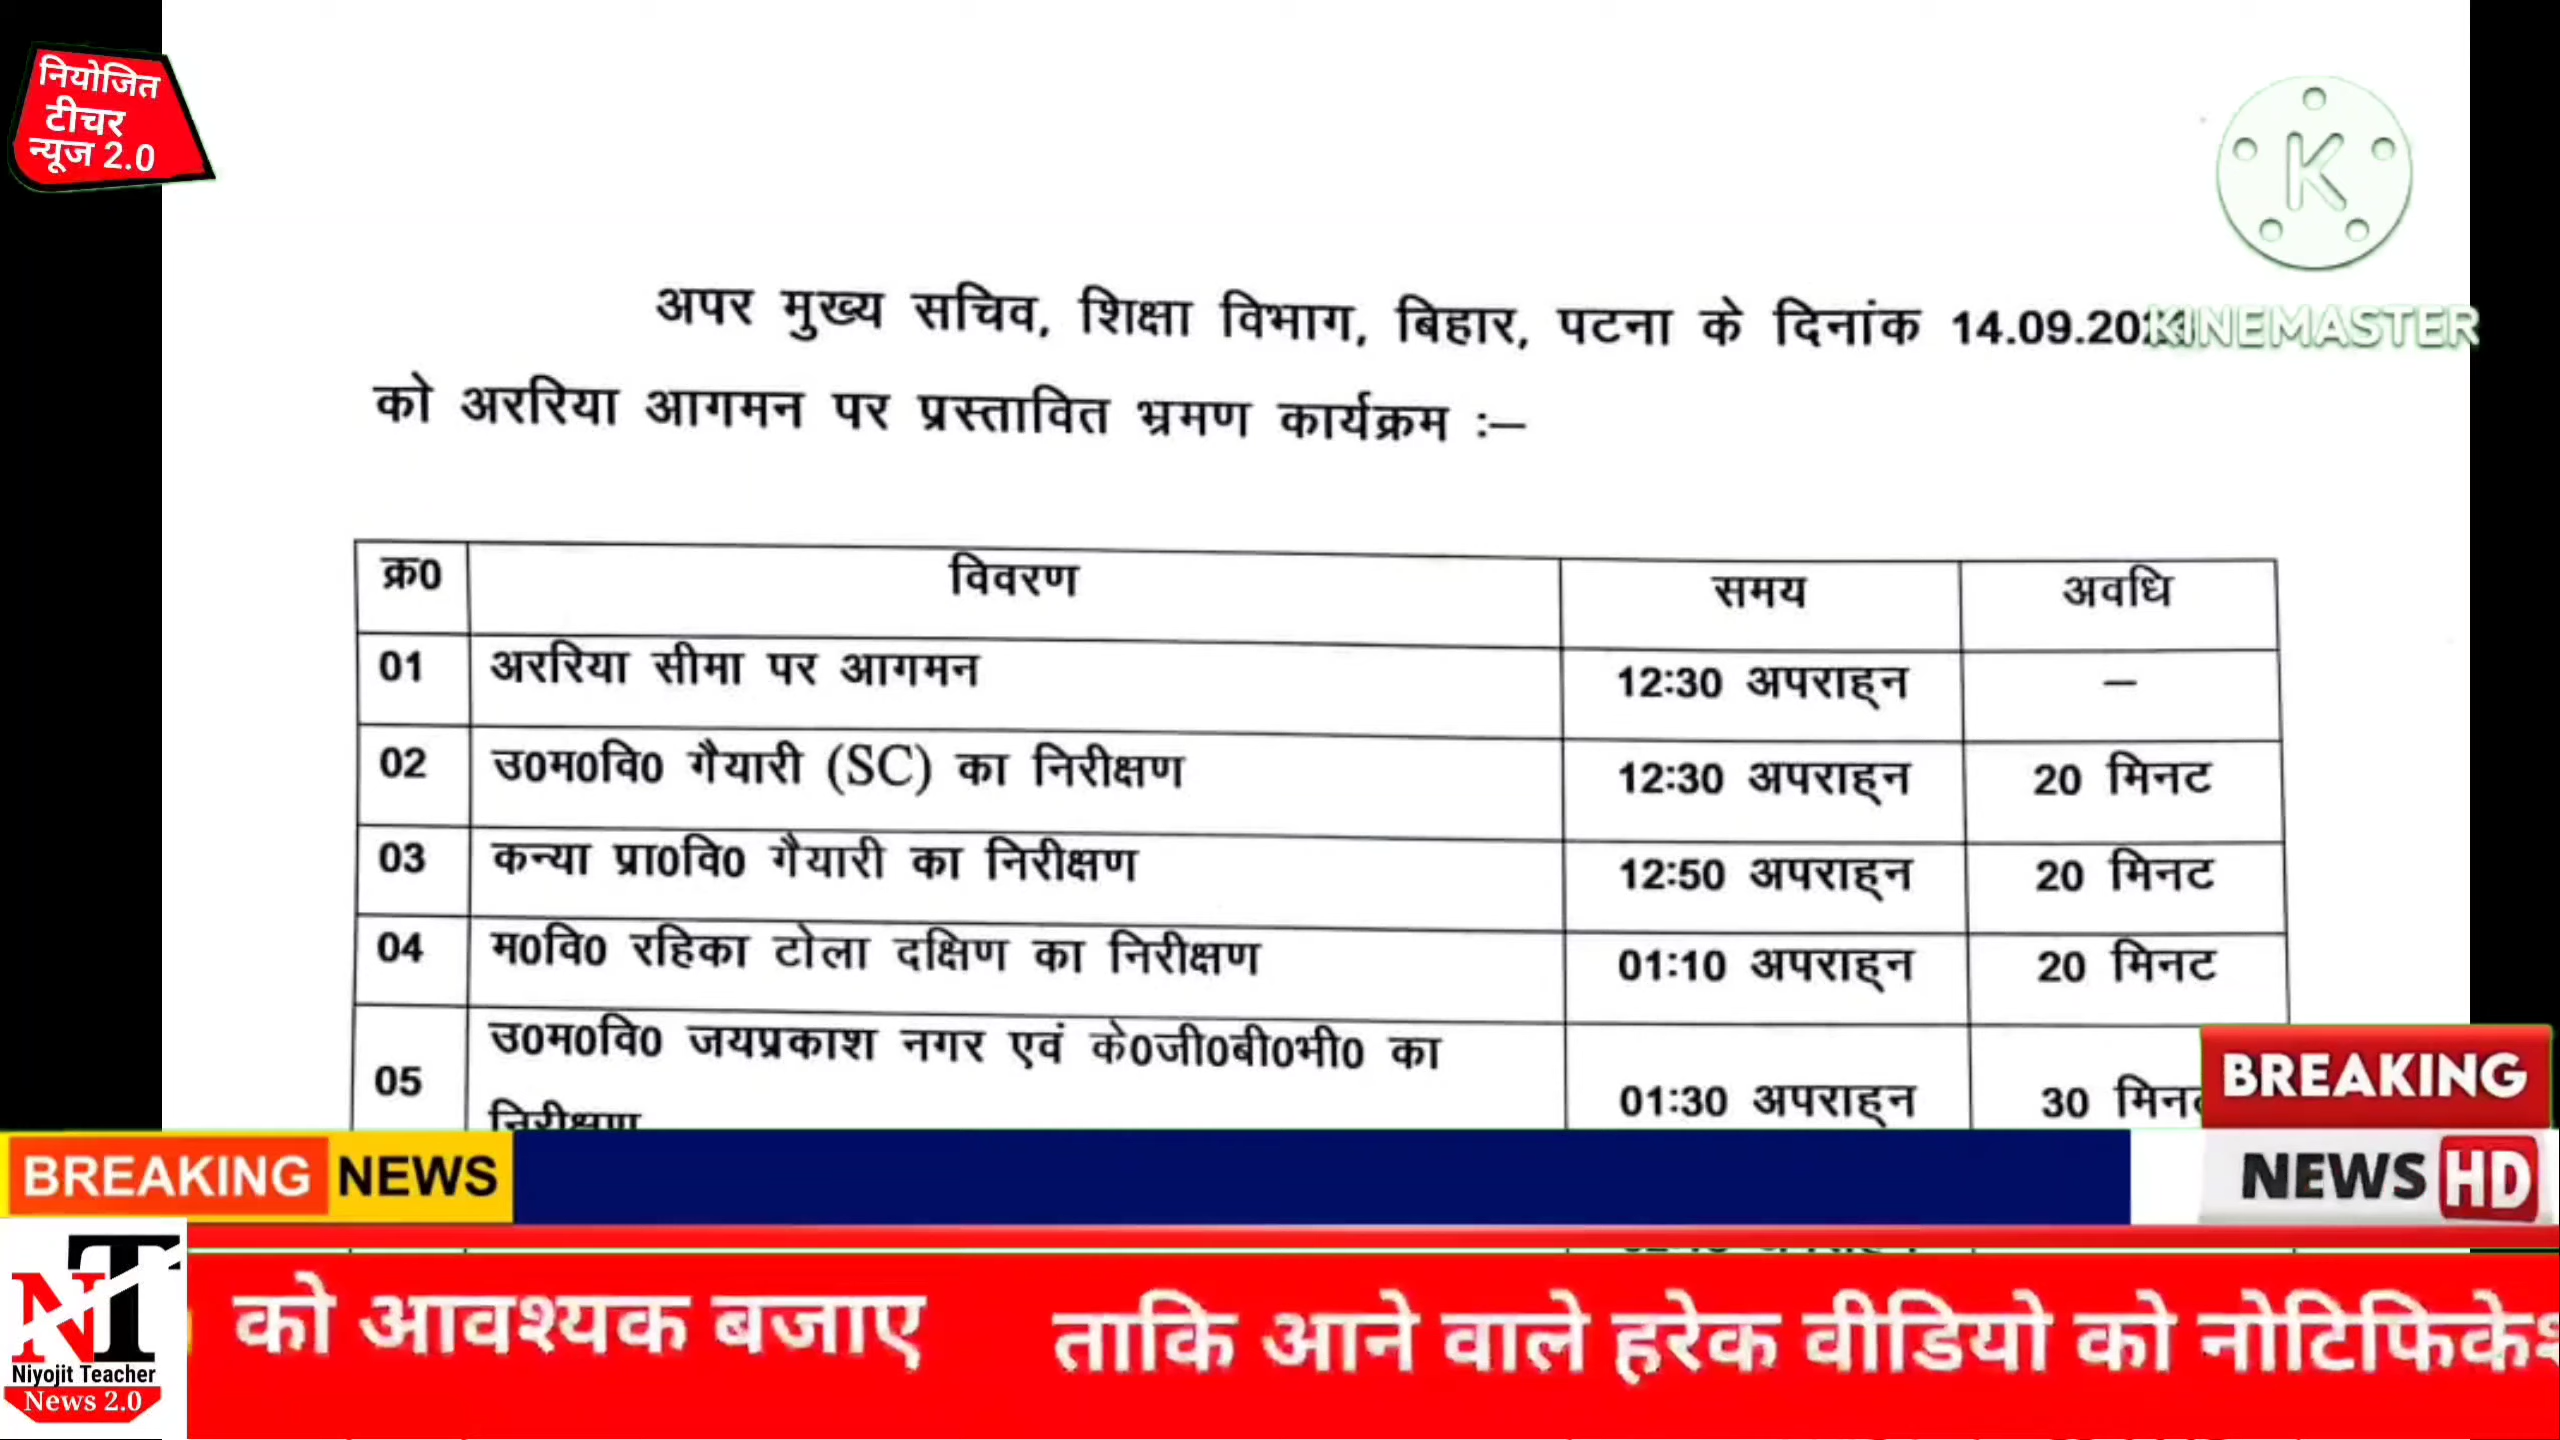 नियोजित
टीचर
न्यूज 2.0
K
KINEMASTER
अपर मुख्य सचिव, शिक्षा विभाग, बिहार, पटना के दिनांक 14.09.20
को अररिया आगमन पर प्रस्तावित भ्रमण कार्यक्रम :–
क्र0 विवरण समय अवधि
01 अररिया सीमा पर आगमन 12:30 अपराह्न –
02 उ0म0वि0 गैयारी (SC) का निरीक्षण 12:30 अपराह्न 20 मिनट
03 कन्या प्रा0वि0 गैयारी का निरीक्षण 12:50 अपराह्न 20 मिनट
04 म0वि0 रहिका टोला दक्षिण का निरीक्षण 01:10 अपराह्न 20 मिनट
05 उ0म0वि0 जयप्रकाश नगर एवं के0जी0बी0भी0 का
निरीक्षण 01:30 अपराह्न 30 मिनट
BREAKING
NEWS HD
BREAKING NEWS
को आवश्यक बजाए ताकि आने वाले हरेक वीडियो को
NT
Niyojit Teacher
News 2.0